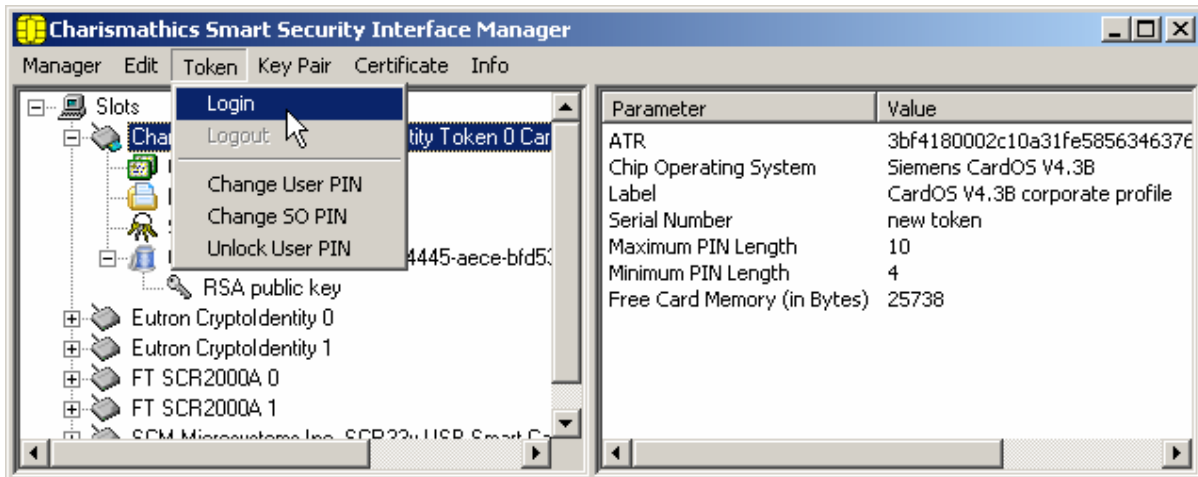 Charismathics Smart Security Interface Manager
Manager Edit Token Key Pair Certificate Info
Slots
Login
Logout
Change User PIN
Change SO PIN
Unlock User PIN
tity Token 0 Car
4445-aece-bfd53
RSA public key
Eutron CryptoIdentity 0
Eutron CryptoIdentity 1
FT SCR2000A 0
FT SCR2000A 1
Parameter Value
ATR 3bf4180002c10a31fe5856346376
Chip Operating System Siemens CardOS V4.3B
Label CardOS V4.3B corporate profile
Serial Number new token
Maximum PIN Length 10
Minimum PIN Length 4
Free Card Memory (in Bytes) 25738